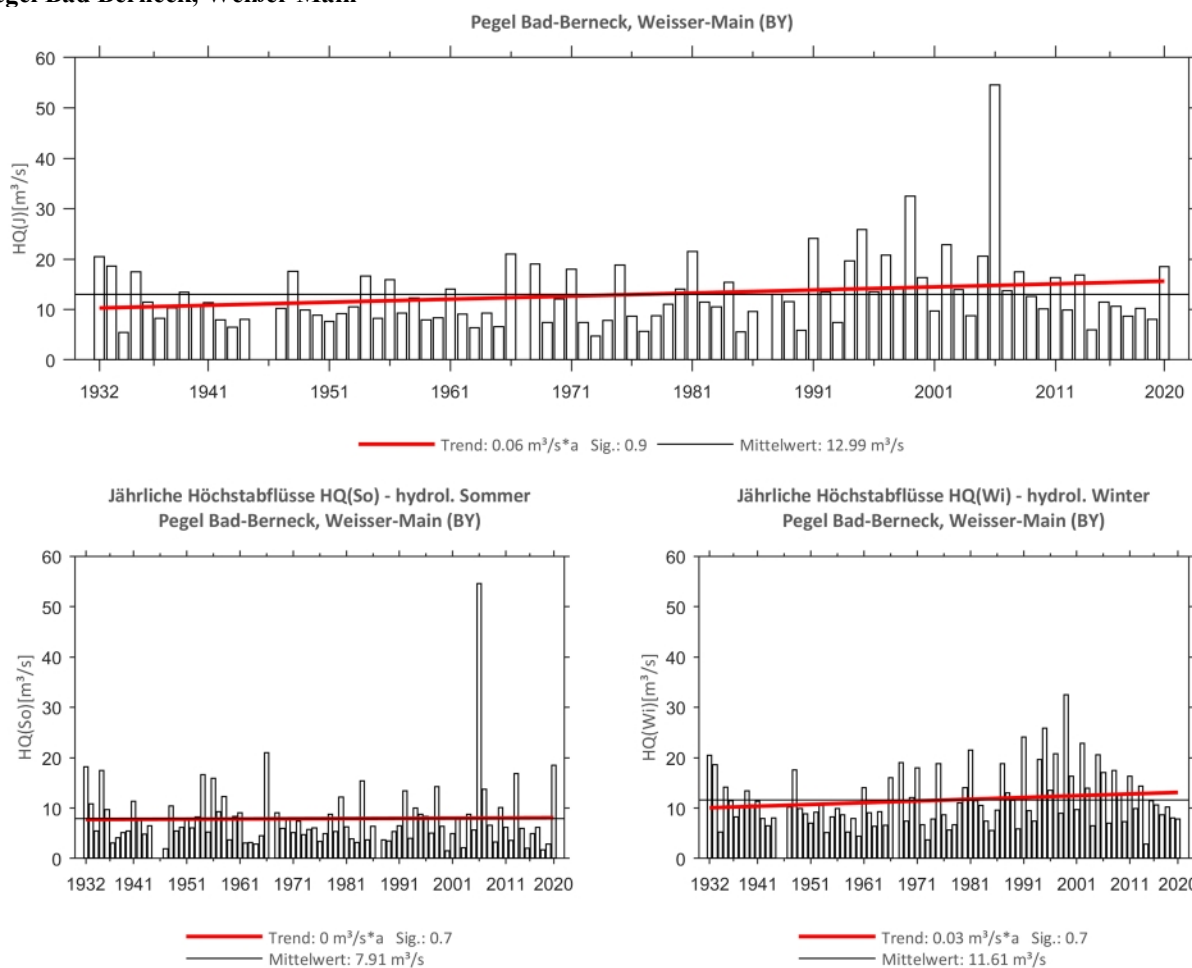 Pegel Bad Berneck, Weißer Main
Pegel Bad-Berneck, Weisser-Main (BY)
HQ(J)[m³/s]
60
50
40
30
20
10
0
1932 1941 1951 1961 1971 1981 1991 2001 2011 2020
Trend: 0.06 m³/s*a Sig.: 0.9 Mittelwert: 12.99 m³/s
Jährliche Höchstabflüsse HQ(So) - hydrol. Sommer
Pegel Bad-Berneck, Weisser-Main (BY)
HQ(So)[m³/s]
60
50
40
30
20
10
0
1932 1941 1951 1961 1971 1981 1991 2001 2011 2020
Trend: 0 m³/s*a Sig.: 0.7
Mittelwert: 7.91 m³/s
Jährliche Höchstabflüsse HQ(Wi) - hydrol. Winter
Pegel Bad-Berneck, Weisser-Main (BY)
HQ(Wi)[m³/s]
60
50
40
30
20
10
0
1932 1941 1951 1961 1971 1981 1991 2001 2011 2020
Trend: 0.03 m³/s*a Sig.: 0.7
Mittelwert: 11.61 m³/s